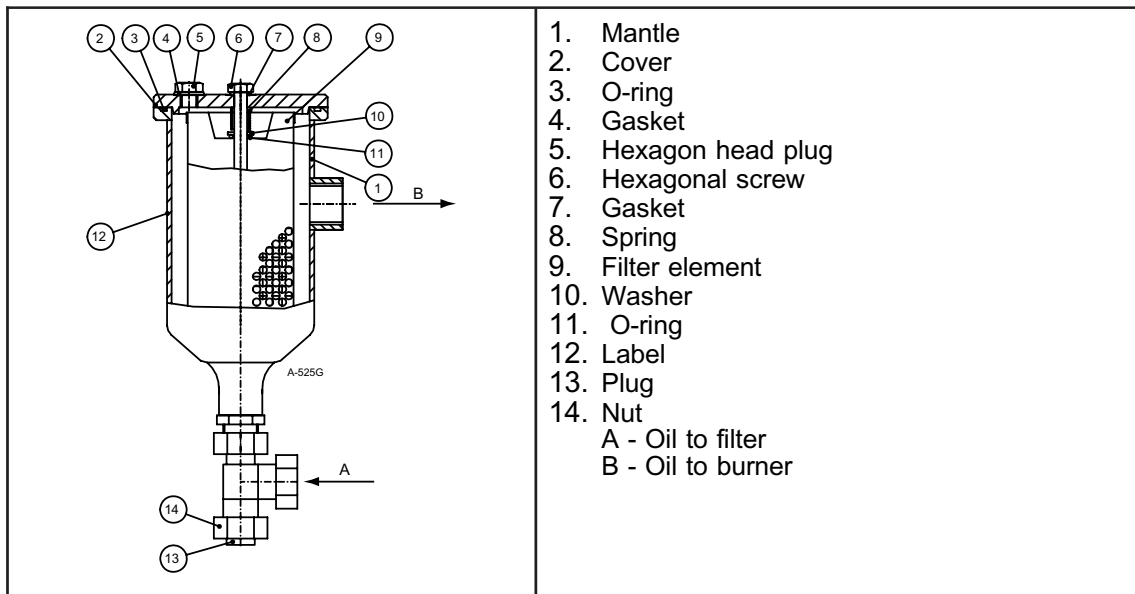 2 3 4 5 6 7 8 9
10
11
1
B
12
A-525G
A
14
13
1. Mantle
2. Cover
3. O-ring
4. Gasket
5. Hexagon head plug
6. Hexagonal screw
7. Gasket
8. Spring
9. Filter element
10. Washer
11. O-ring
12. Label
13. Plug
14. Nut
A - Oil to filter
B - Oil to burner